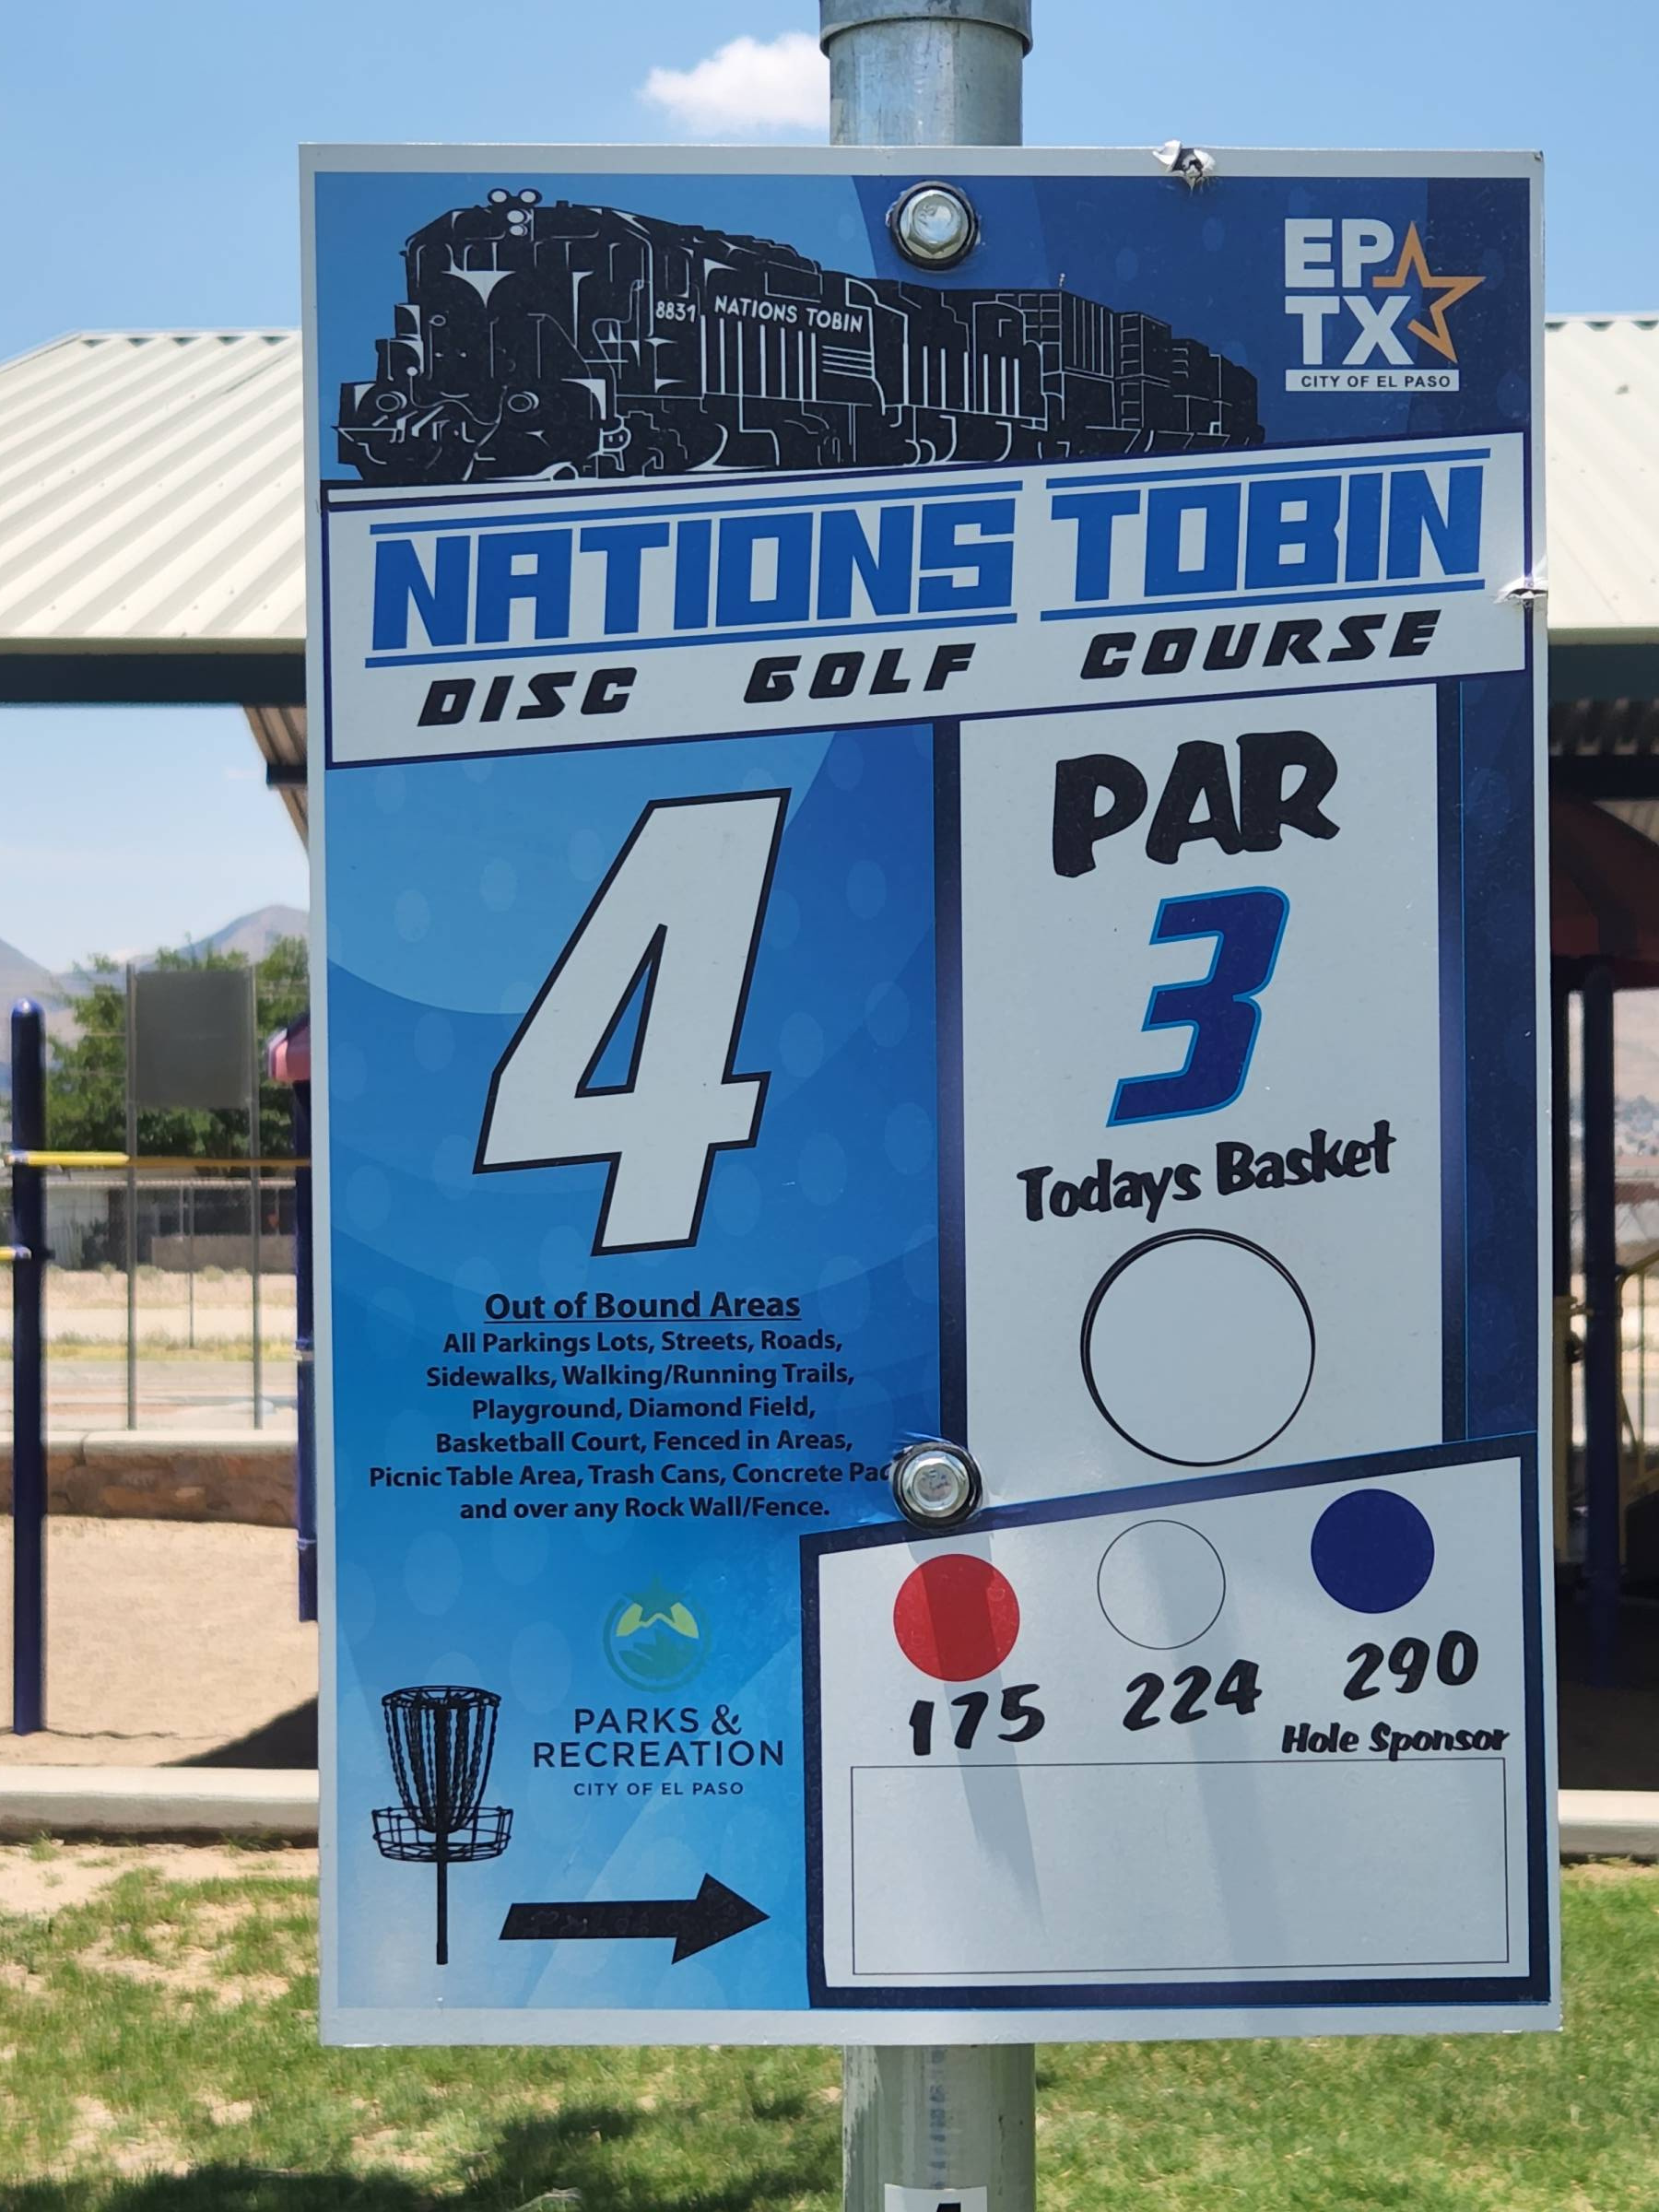 8831 NATIONS TOBIN
EP
TX
CITY OF EL PASO
NATIONS TOBIN
DISC GOLF COURSE
4
PAR
3
Todays Basket
Out of Bound Areas
All Parkings Lots, Streets, Roads,
Sidewalks, Walking/Running Trails,
Playground, Diamond Field,
Basketball Court, Fenced in Areas,
Picnic Table Area, Trash Cans, Concrete
and over any Rock Wall/Fence.
175 224 290
Hole Sponsor
PARKS &
RECREATION
CITY OF EL PASO